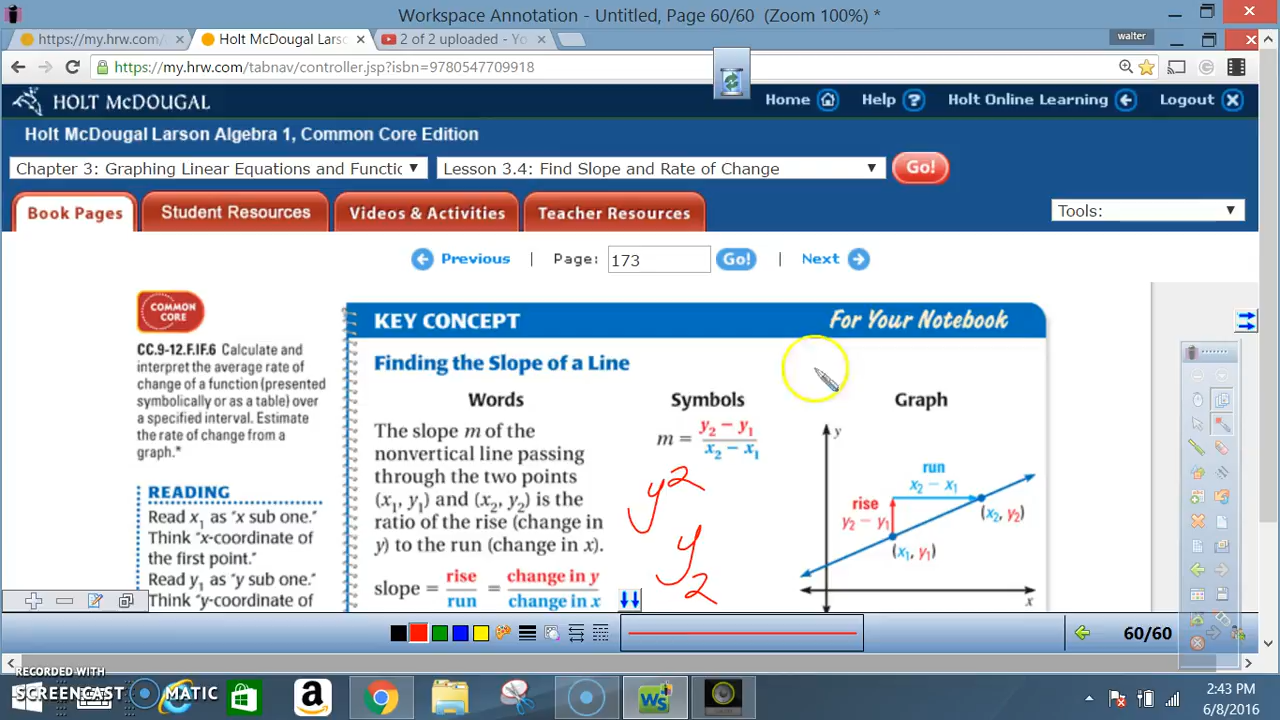 Workspace Annotation - Untitled, Page 60/60 (Zoom 100%) *
https://my.hrw.com/
Holt McDougal Lars
2 of 2 uploaded - Yo
walter
https://my.hrw.com/tabnav/controller.jsp?isbn=9780547709918
HOLT MCDOUGAL
Home
Help ?
Holt Online Learning
Logout
Holt McDougal Larson Algebra 1, Common Core Edition
Chapter 3: Graphing Linear Equations and Functic
Lesson 3.4: Find Slope and Rate of Change
Go!
Book Pages
Student Resources
Videos & Activities
Teacher Resources
Tools:
Previous | Page: 173 Go! | Next
COMMON
CORE
CC.9-12.F.IF.6 Calculate and
interpret the average rate of
change of a function (presented
symbolically or as a table) over
a specified interval. Estimate
the rate of change from a
graph.*
READING
Read x₁ as "x sub one."
Think "x-coordinate of
the first point."
Read y₁ as "y sub one."
Think "y-coordinate of
KEY CONCEPT
For Your Notebook
Finding the Slope of a Line
Words
The slope m of the
nonvertical line passing
through the two points
(x₁, y₁) and (x₂, y₂) is the
ratio of the rise (change in
y) to the run (change in x).
slope = rise/run = change in y/change in x
Symbols
m = y₂ − y₁/x₂ − x₁
y2
y
2
Graph
y
run
x₂ − x₁
rise
y₂ − y₁
(x₂, y₂)
(x₁, y₁)
x
60/60
RECORDED WITH
SCREENCAST MATIC
2:43 PM
6/8/2016